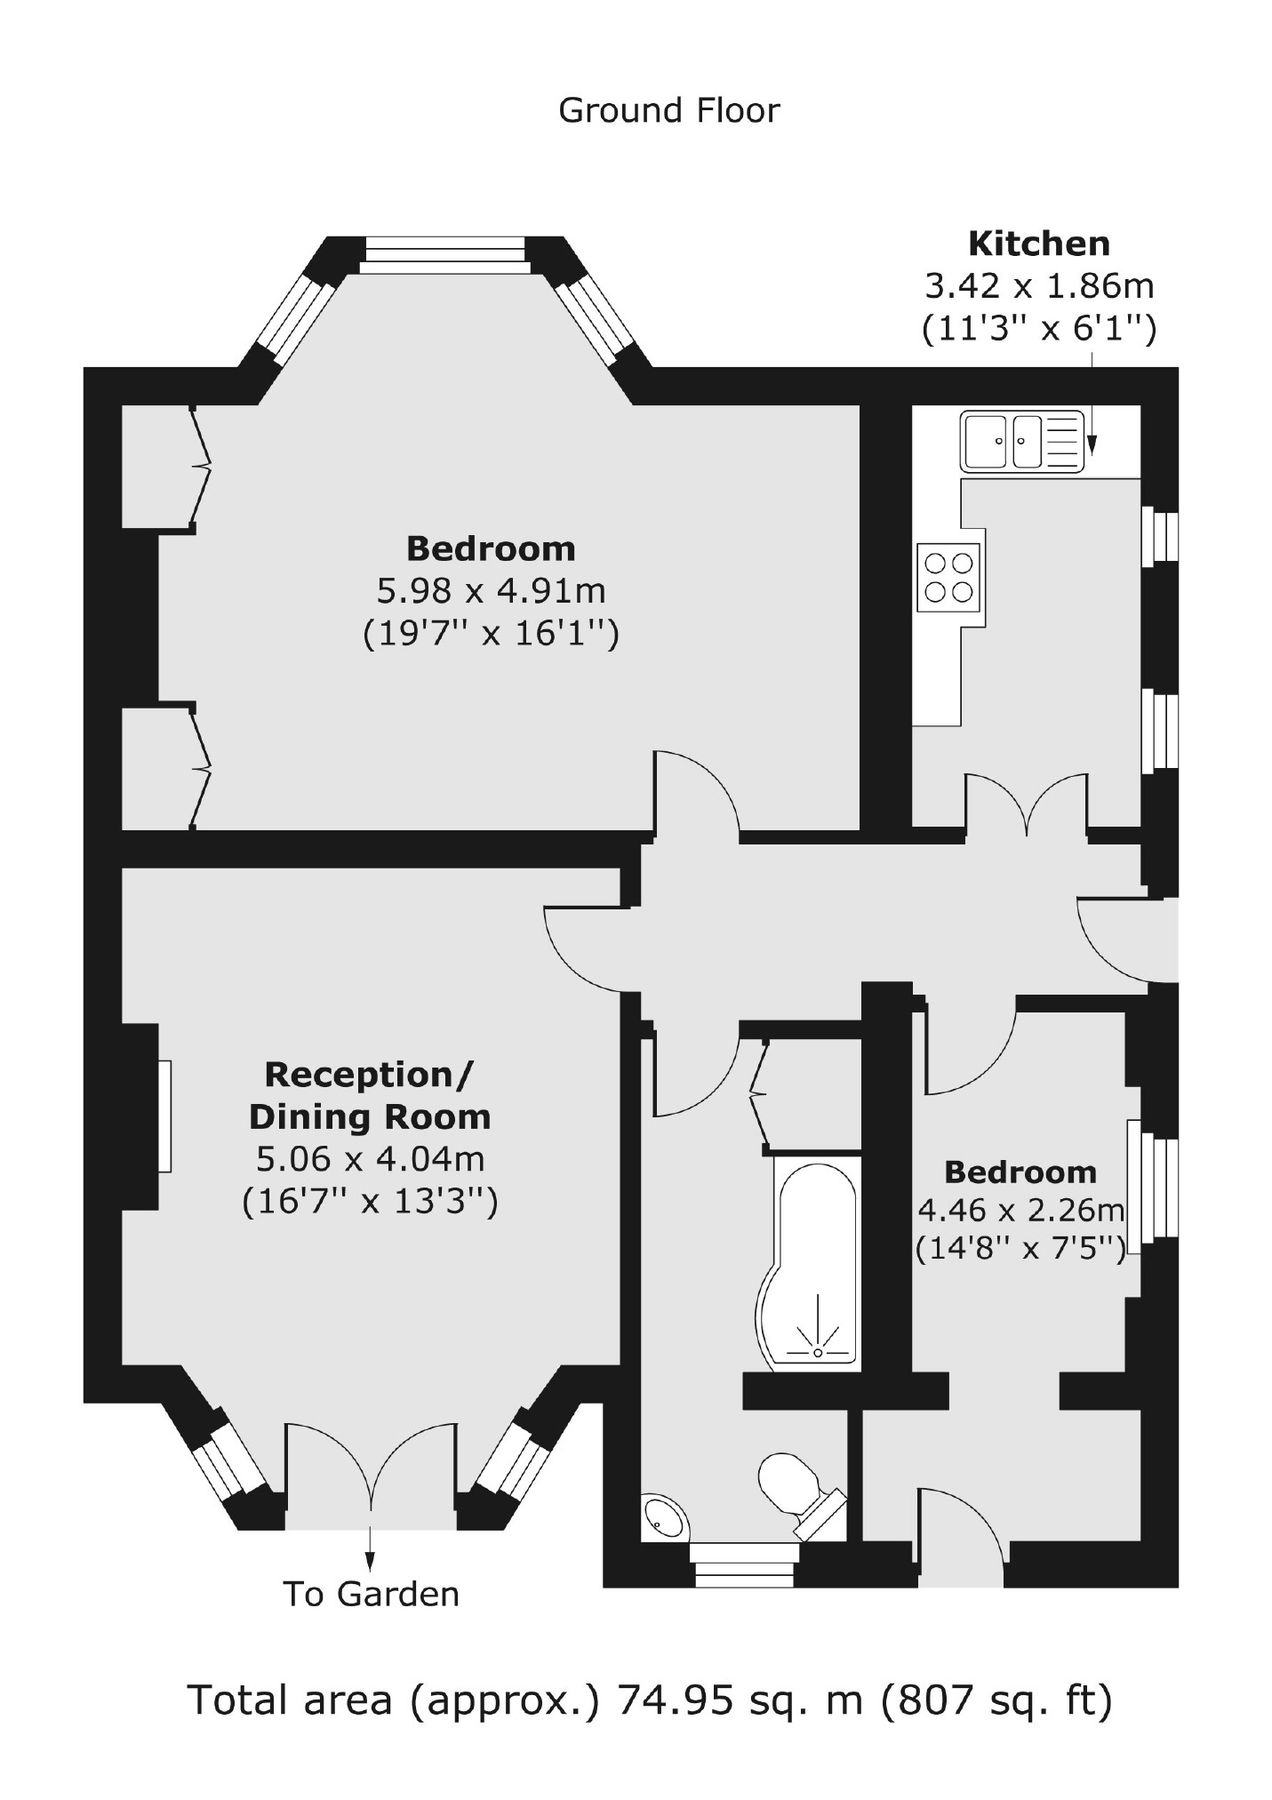 Ground Floor
Kitchen
3.42 x 1.86m
(11'3'' x 6'1'')
Bedroom
5.98 x 4.91m
(19'7'' x 16'1'')
Reception/
Dining Room
5.06 x 4.04m
(16'7'' x 13'3'')
Bedroom
4.46 x 2.26m
(14'8'' x 7'5'')
To Garden
Total area (approx.) 74.95 sq. m (807 sq. ft)